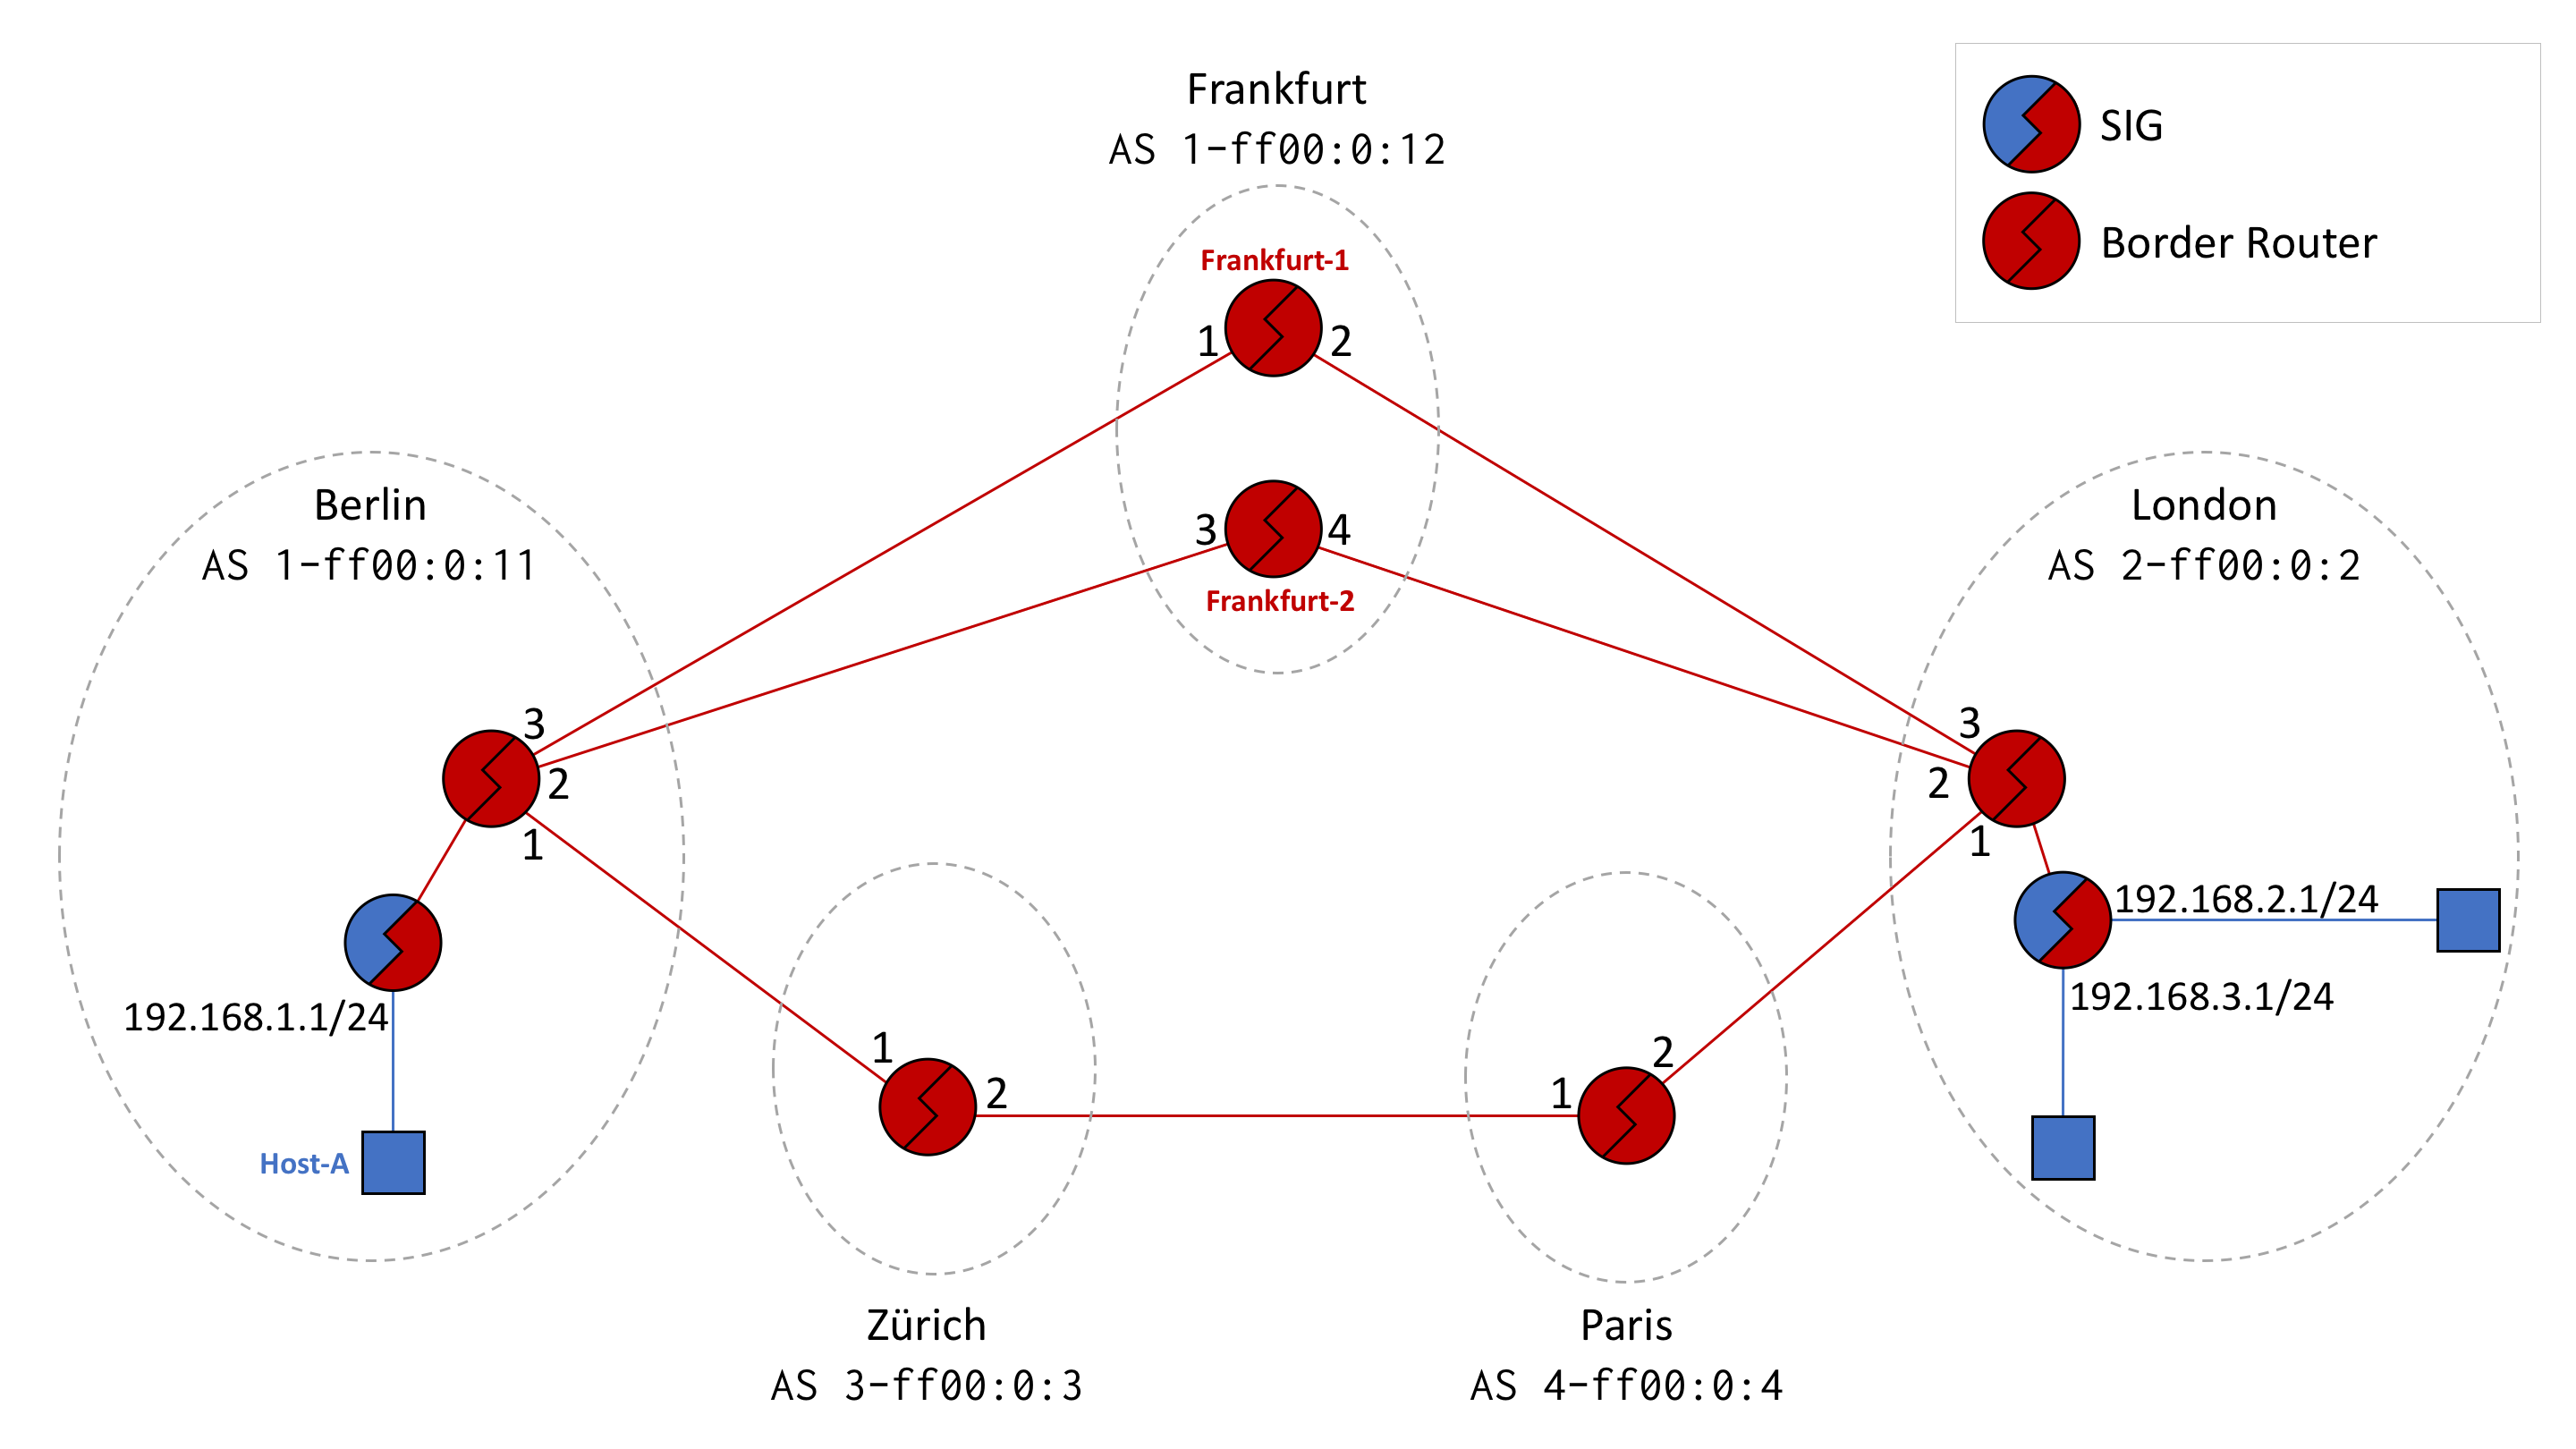 Frankfurt
AS 1-ff00:0:12
SIG
Border Router
Frankfurt-1
1
2
3
4
Frankfurt-2
Berlin
AS 1-ff00:0:11
London
AS 2-ff00:0:2
3
2
1
3
2
1
192.168.1.1/24
Host-A
192.168.2.1/24
192.168.3.1/24
1
2
1
2
Zürich
AS 3-ff00:0:3
Paris
AS 4-ff00:0:4